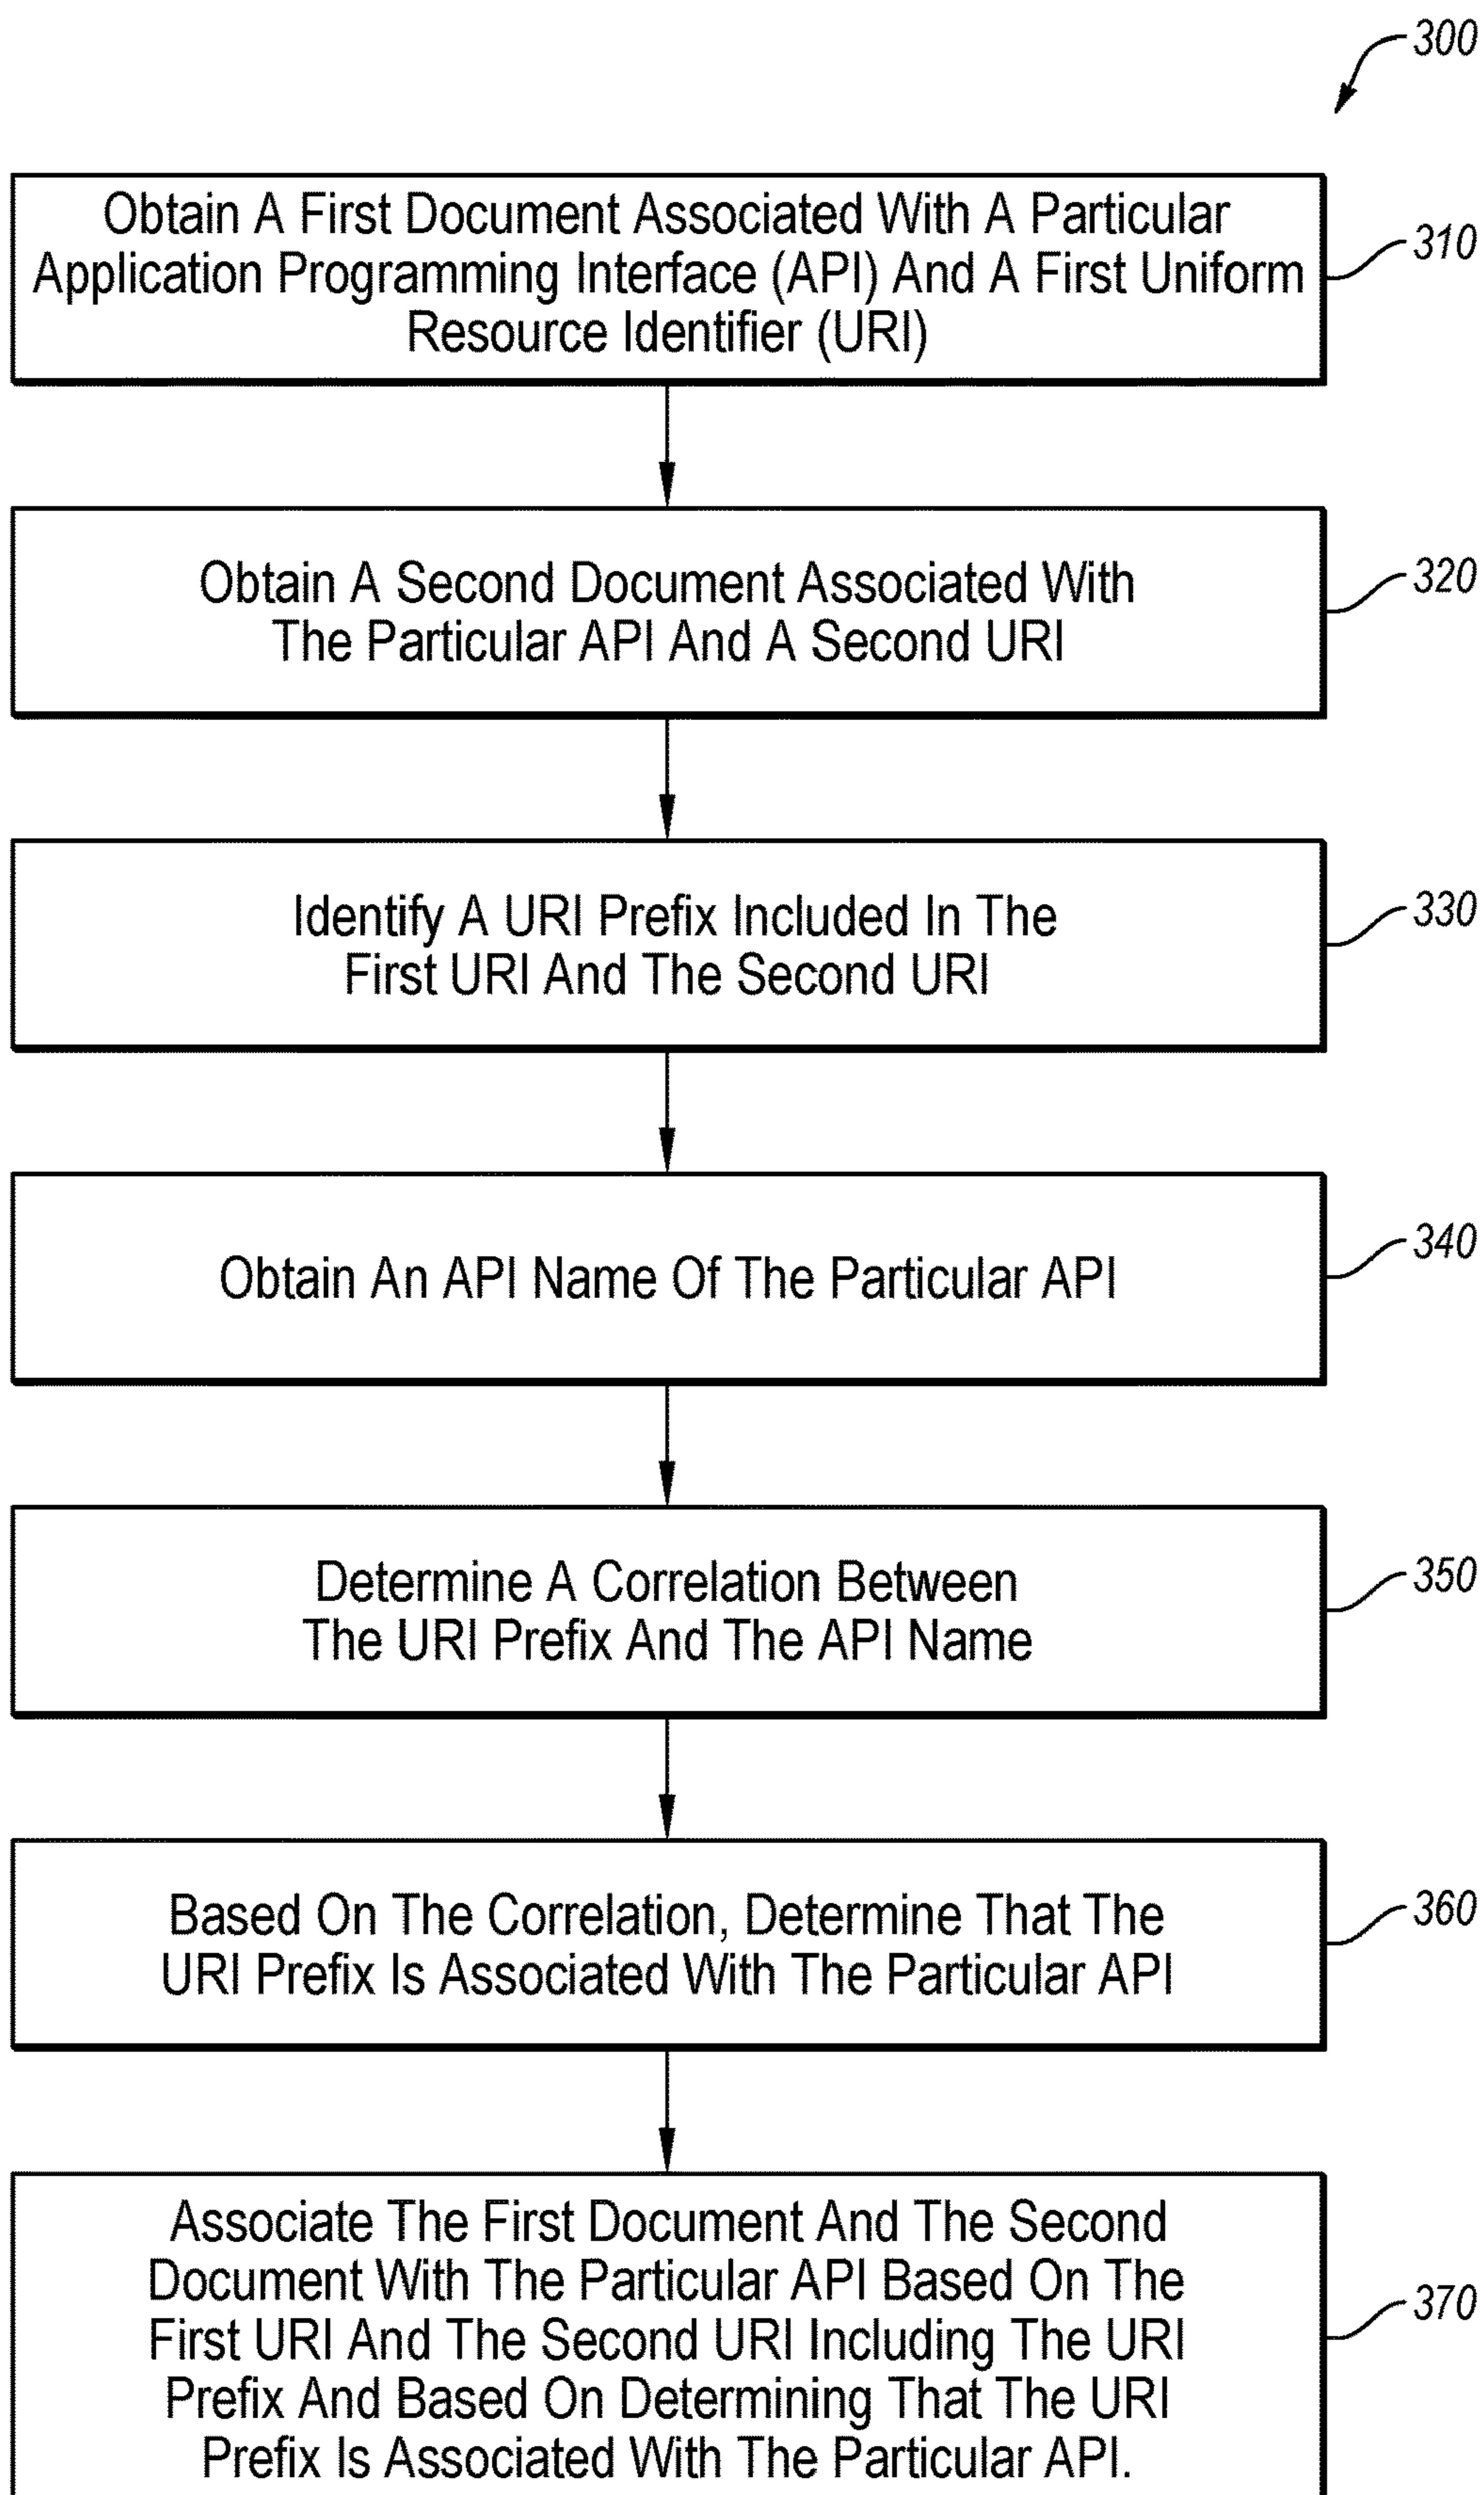 300
Obtain A First Document Associated With A Particular
Application Programming Interface (API) And A First Uniform
Resource Identifier (URI)
310
Obtain A Second Document Associated With
The Particular API And A Second URI
320
Identify A URI Prefix Included In The
First URI And The Second URI
330
Obtain An API Name Of The Particular API
340
Determine A Correlation Between
The URI Prefix And The API Name
350
Based On The Correlation, Determine That The
URI Prefix Is Associated With The Particular API
360
Associate The First Document And The Second
Document With The Particular API Based On The
First URI And The Second URI Including The URI
Prefix And Based On Determining That The URI
Prefix Is Associated With The Particular API.
370